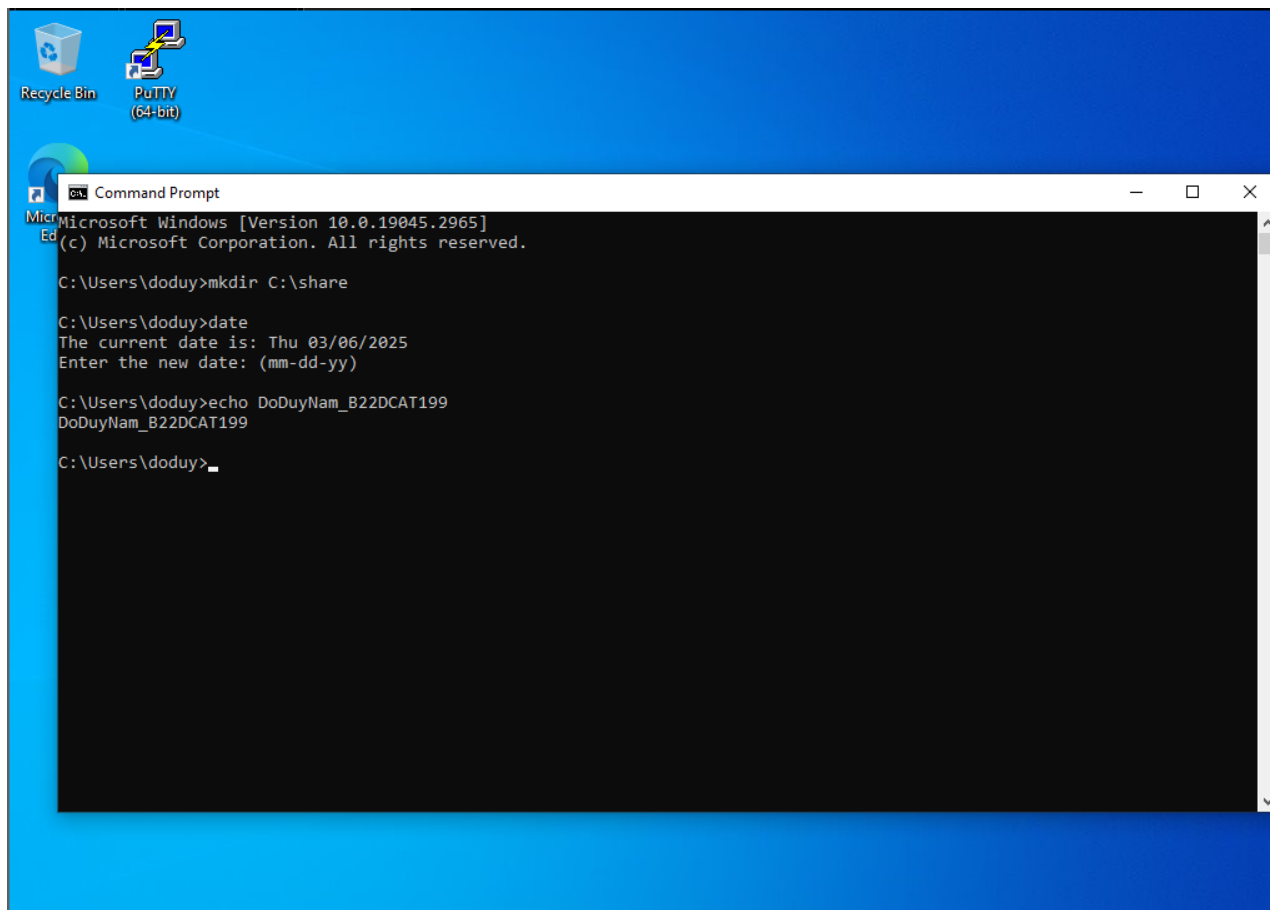 Recycle Bin
PuTTY
(64-bit)
Command Prompt
Micr
Ed
Microsoft Windows [Version 10.0.19045.2965]
(c) Microsoft Corporation. All rights reserved.
C:\Users\doduy>mkdir C:\share
C:\Users\doduy>date
The current date is: Thu 03/06/2025
Enter the new date: (mm-dd-yy)
C:\Users\doduy>echo DoDuyNam_B22DCAT199
DoDuyNam_B22DCAT199
C:\Users\doduy>